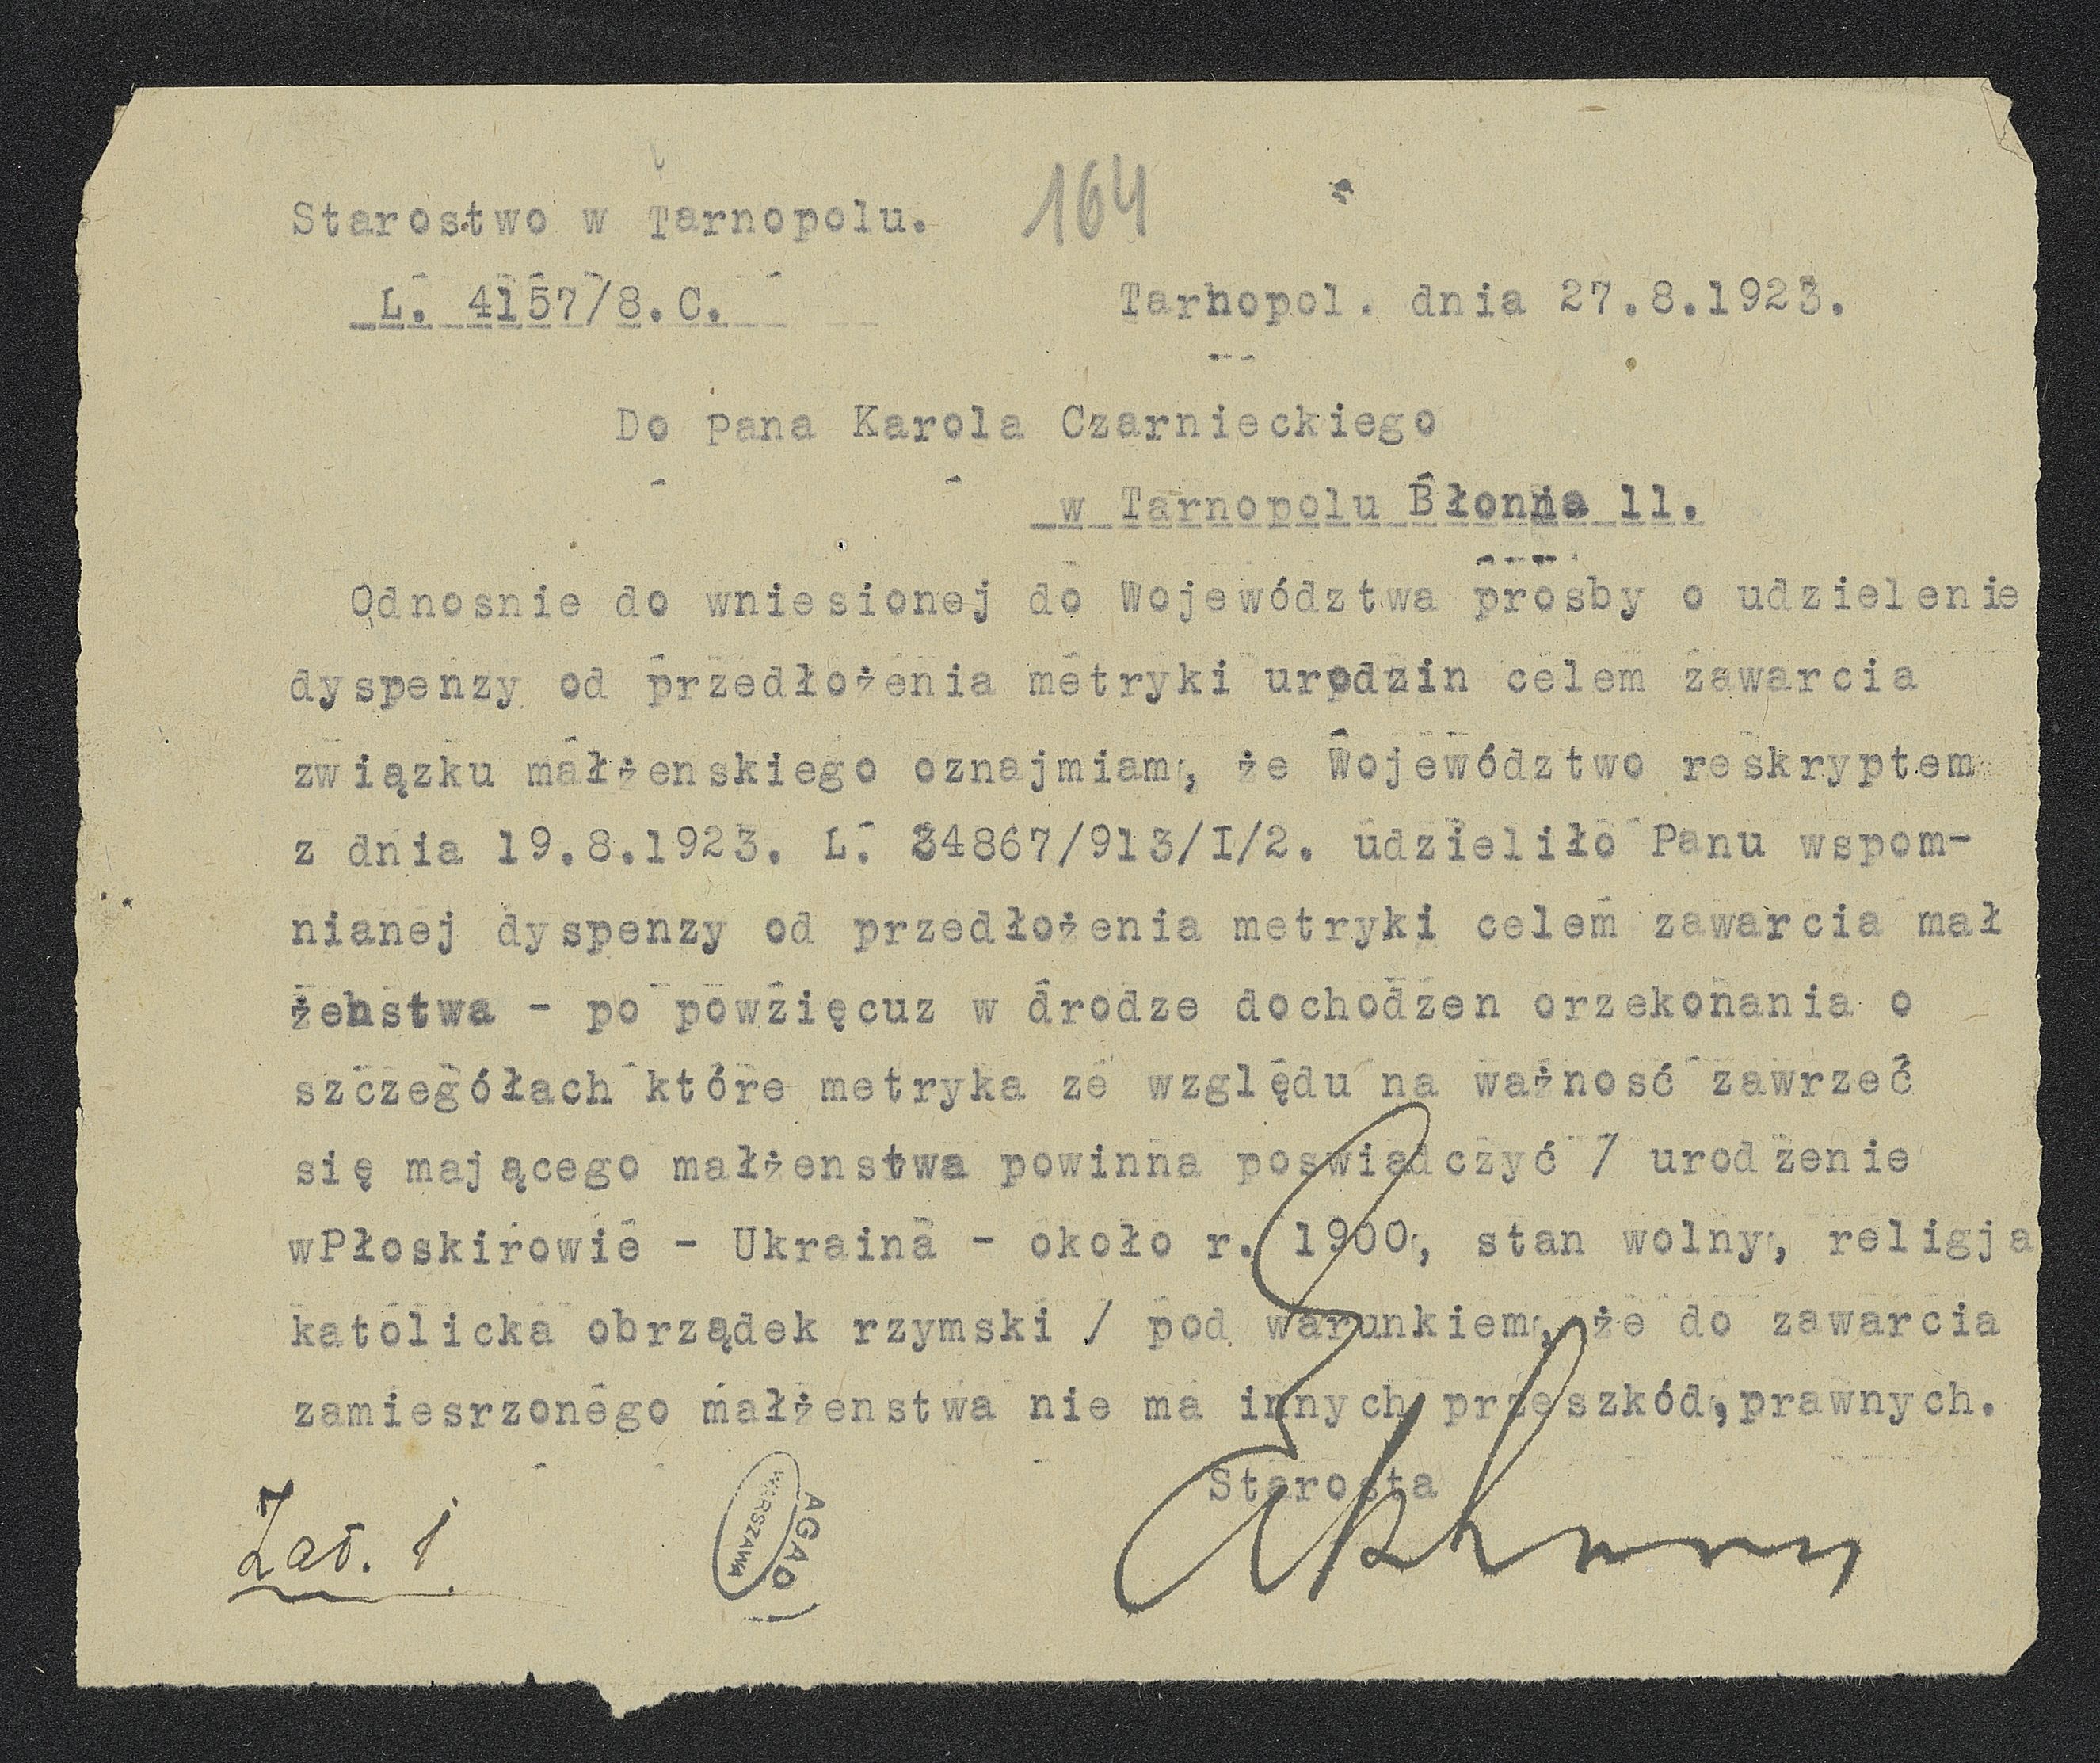 Starostwo w Tarnopolu.
164
L. 4157/8.C.
Tarnopol. dnia 27.8.1923.
Do Pana Karola Czarnieckiego
w Tarnopolu Błonia 11.
Odnosnie do wniesionej do Województwa prosby o udzielenie
dyspenzy od przedłożenia metryki urodzin celem zawarcia
związku małżenskiego oznajmiam, że Województwo reskryptem
z dnia 19.8.1923. L. 34867/913/I/2. udzieliło Panu wspom-
nianej dyspenzy od przedłożenia metryki celem zawarcia mał
żenstwa - po powzięcuz w drodze dochodzen orzekonania o
szczegółach które metryka ze względu na ważnosć zawrzeć
się mającego małżenstwa powinna poswiadczyć / urodzenie
wPłoskirowie - Ukraina - około r. 1900, stan wolny, religja
katolicka obrządek rzymski / pod warunkiem, że do zawarcia
zamiesrzonego małżenstwa nie ma innych przeszkód,prawnych.
Starosta
Zał. 1.
AGAD
WARSZAWA